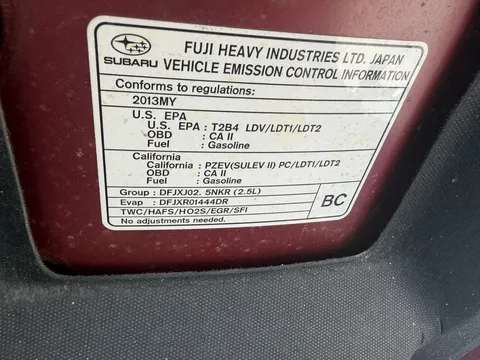 FUJI HEAVY INDUSTRIES LTD. JAPAN
SUBARU VEHICLE EMISSION CONTROL INFORMATION
Conforms to regulations:
2013MY
U.S. EPA
U.S. EPA : T2B4 LDV/LDT1/LDT2
OBD : CA II
Fuel : Gasoline
California
California : PZEV(SULEV II) PC/LDT1/LDT2
OBD : CA II
Fuel : Gasoline
Group : DFJXJ02. 5NKR (2.5L)
Evap : DFJXR01444DR
TWC/HAFS/HO2S/EGR/SFI
No adjustments needed.
BC